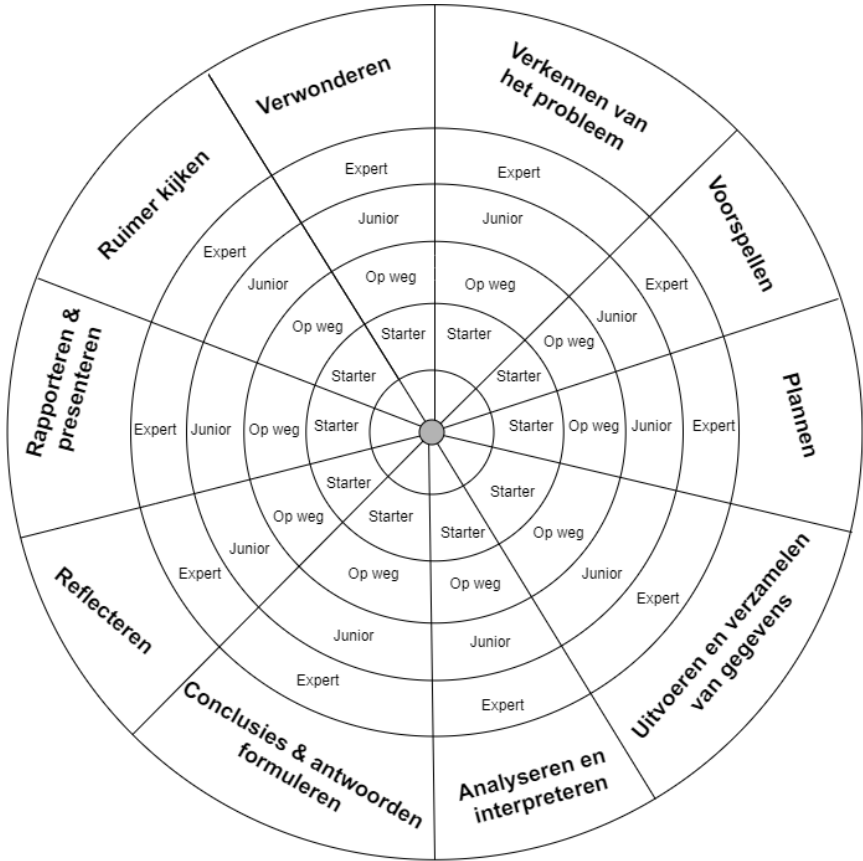 Verwonderen
Expert
Junior
Op weg
Starter
Verkennen van
het probleem
Expert
Junior
Op weg
Starter
Voorspellen
Expert
Junior
Op weg
Starter
Plannen
Expert
Junior
Op weg
Starter
Uitvoeren en verzamelen
van gegevens
Expert
Junior
Op weg
Starter
Analyseren en
interpreteren
Expert
Junior
Op weg
Starter
Conclusies & antwoorden
formuleren
Expert
Junior
Op weg
Starter
Reflecteren
Expert
Junior
Op weg
Starter
Rapporteren &
presenteren
Expert
Junior
Op weg
Starter
Ruimer kijken
Expert
Junior
Op weg
Starter